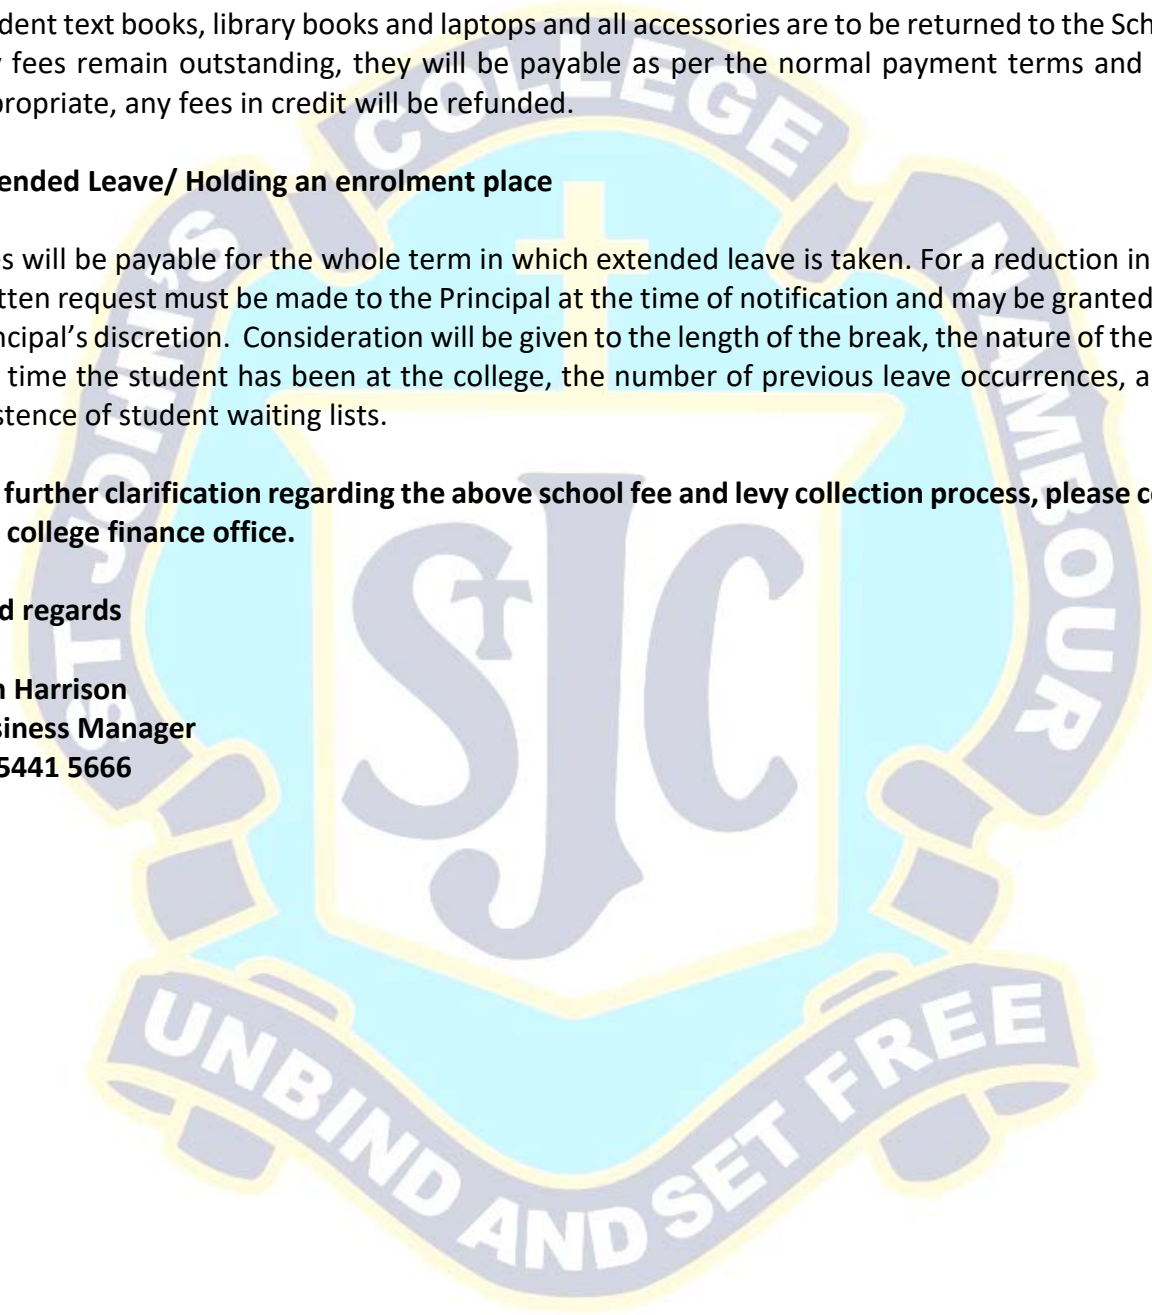 dent text books, library books and laptops and all accessories are to be returned to the Sch
fees remain outstanding, they will be payable as per the normal payment terms and
propriate, any fees in credit will be refunded.
ended Leave/ Holding an enrolment place
s will be payable for the whole term in which extended leave is taken. For a reduction in
tten request must be made to the Principal at the time of notification and may be granted
ncipal's discretion. Consideration will be given to the length of the break, the nature of the
time the student has been at the college, the number of previous leave occurrences, a
stence of student waiting lists.
further clarification regarding the above school fee and levy collection process, please c
college finance office.
d regards
n Harrison
siness Manager
5441 5666
ST JOHN'S COLLEGE NAMBOUR
STJC
UNBIND AND SET FREE